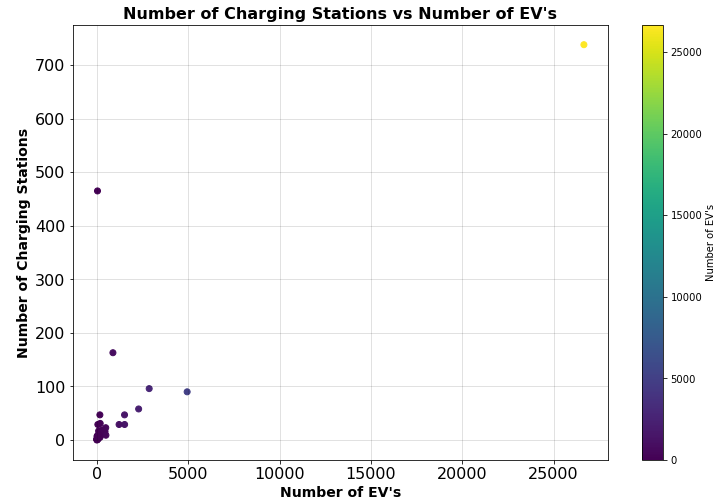 Number of Charging Stations vs Number of EV's
700
600
500
400
300
200
100
0
Number of Charging Stations
0 5000 10000 15000 20000 25000
Number of EV's
25000
20000
15000
10000
5000
0
Number of EV's